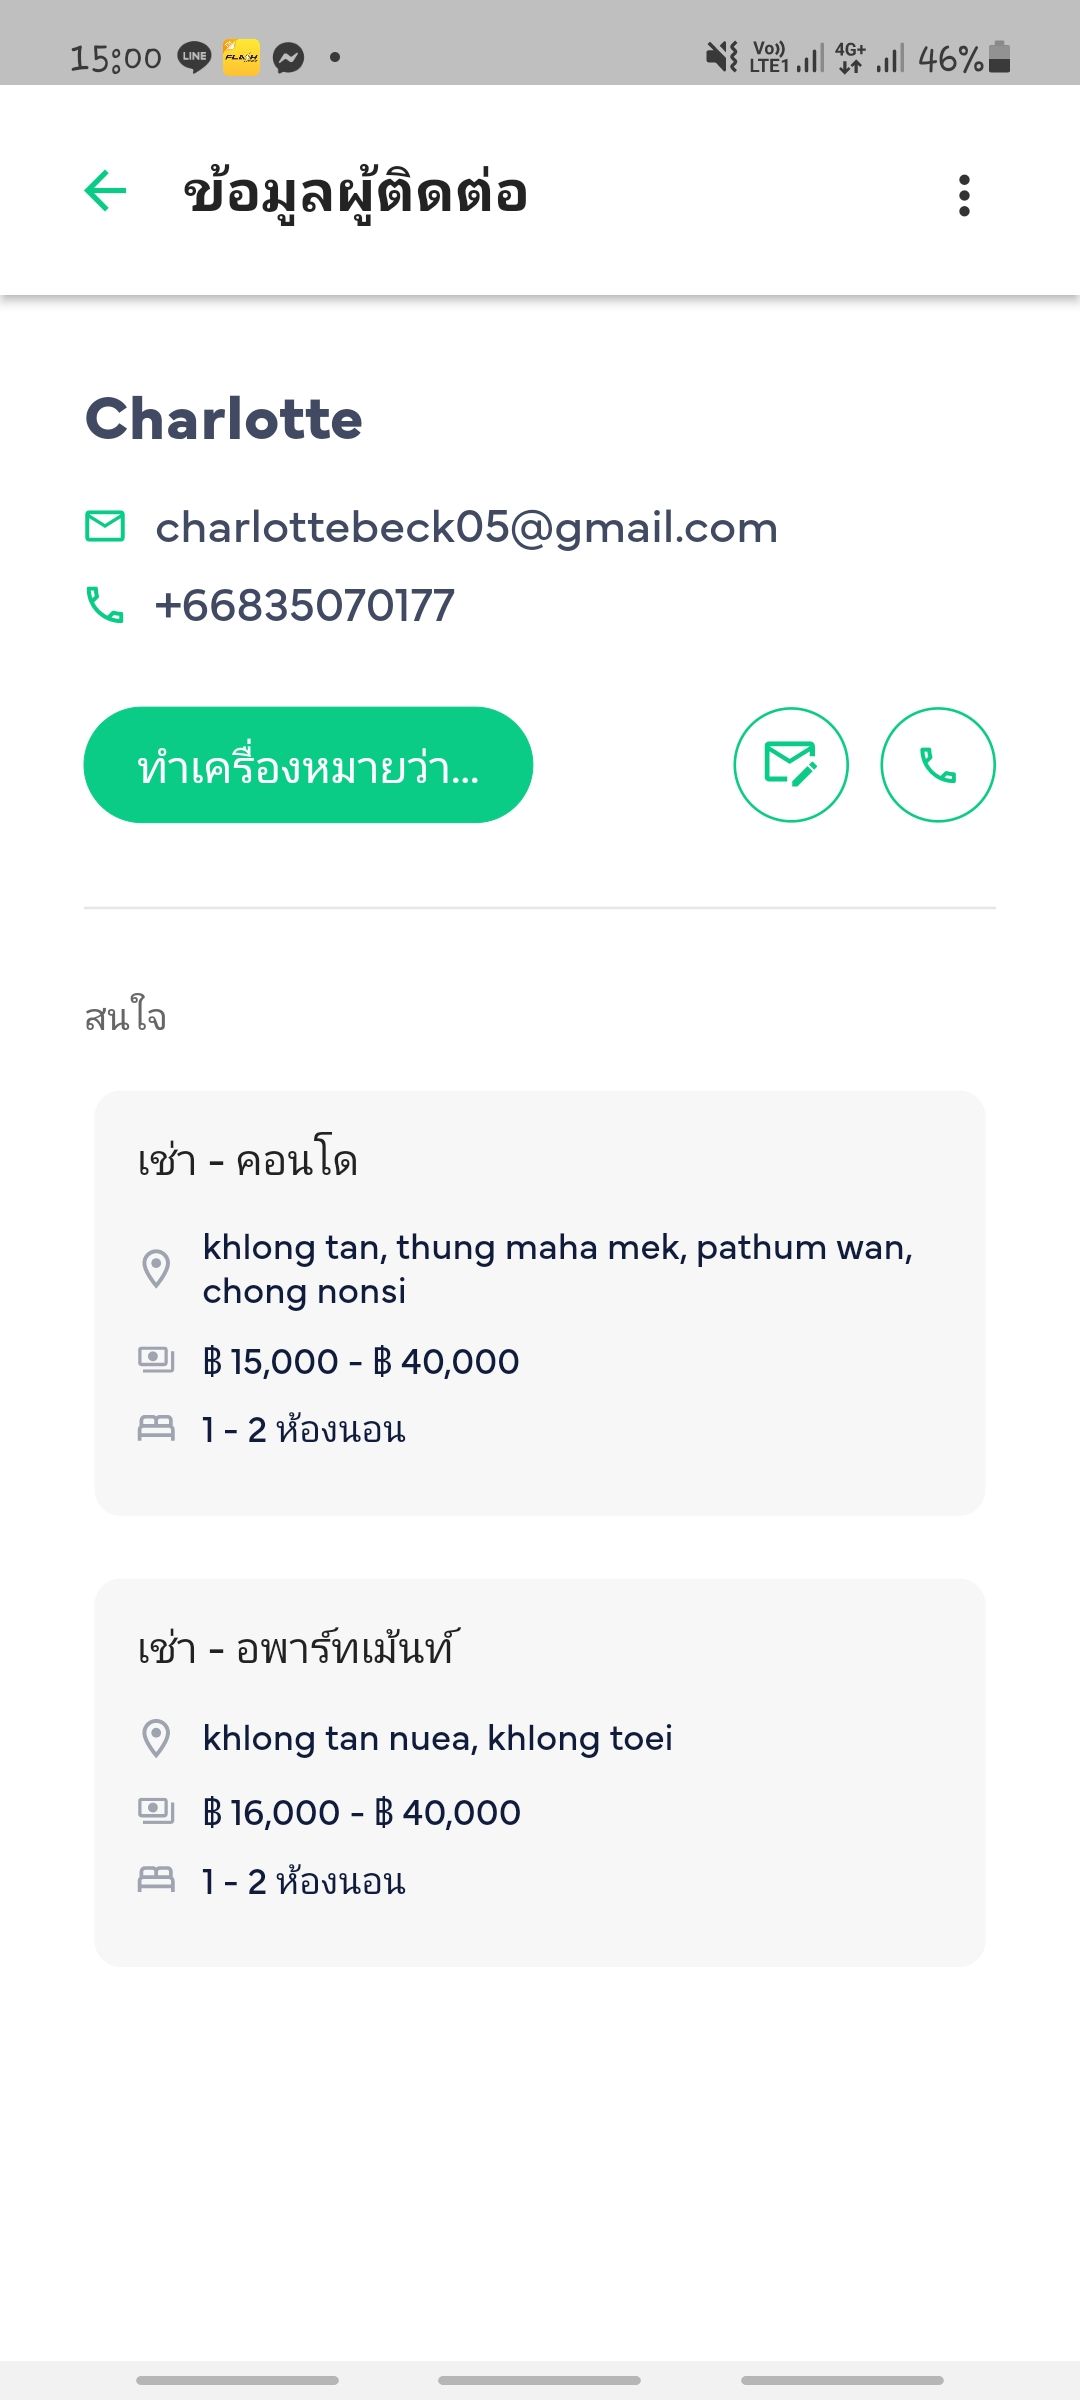 15:00 LINE FLASH Vo)) LTE1 4G+ 46%
ข้อมูลผู้ติดต่อ
Charlotte
charlottebeck05@gmail.com
+66835070177
ทำเครื่องหมายว่า...
สนใจ
เช่า - คอนโด
khlong tan, thung maha mek, pathum wan,
chong nonsi
฿ 15,000 - ฿ 40,000
1 - 2 ห้องนอน
เช่า - อพาร์ทเม้นท์
khlong tan nuea, khlong toei
฿ 16,000 - ฿ 40,000
1 - 2 ห้องนอน